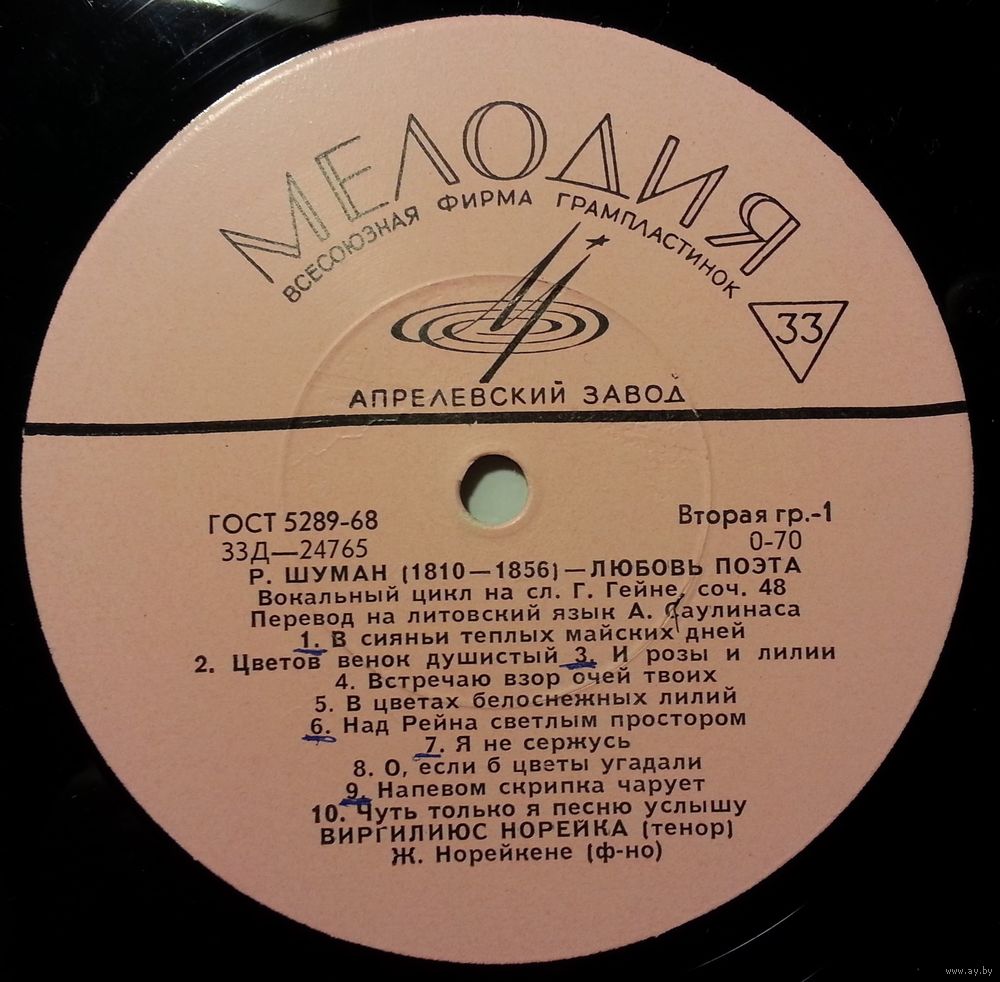 МЕЛОДИЯ
ВСЕСОЮЗНАЯ ФИРМА ГРАМПЛАСТИНОК
33
АПРЕЛЕВСКИЙ ЗАВОД
ГОСТ 5289-68
Вторая гр.-1
33Д—24765
0-70
Р. ШУМАН (1810—1856)—ЛЮБОВЬ ПОЭТА
Вокальный цикл на сл. Г. Гейне, соч. 48
Перевод на литовский язык А. Саулинаса
1. В сияньи теплых майских дней
2. Цветов венок душистый 3. И розы и лилии
4. Встречаю взор очей твоих
5. В цветах белоснежных лилий
6. Над Рейна светлым простором
7. Я не сержусь
8. О, если б цветы угадали
9. Напевом скрипка чарует
10. Чуть только я песню услышу
ВИРГИЛИЮС НОРЕЙКА (тенор)
Ж. Норейкене (ф-но)
www.ay.by